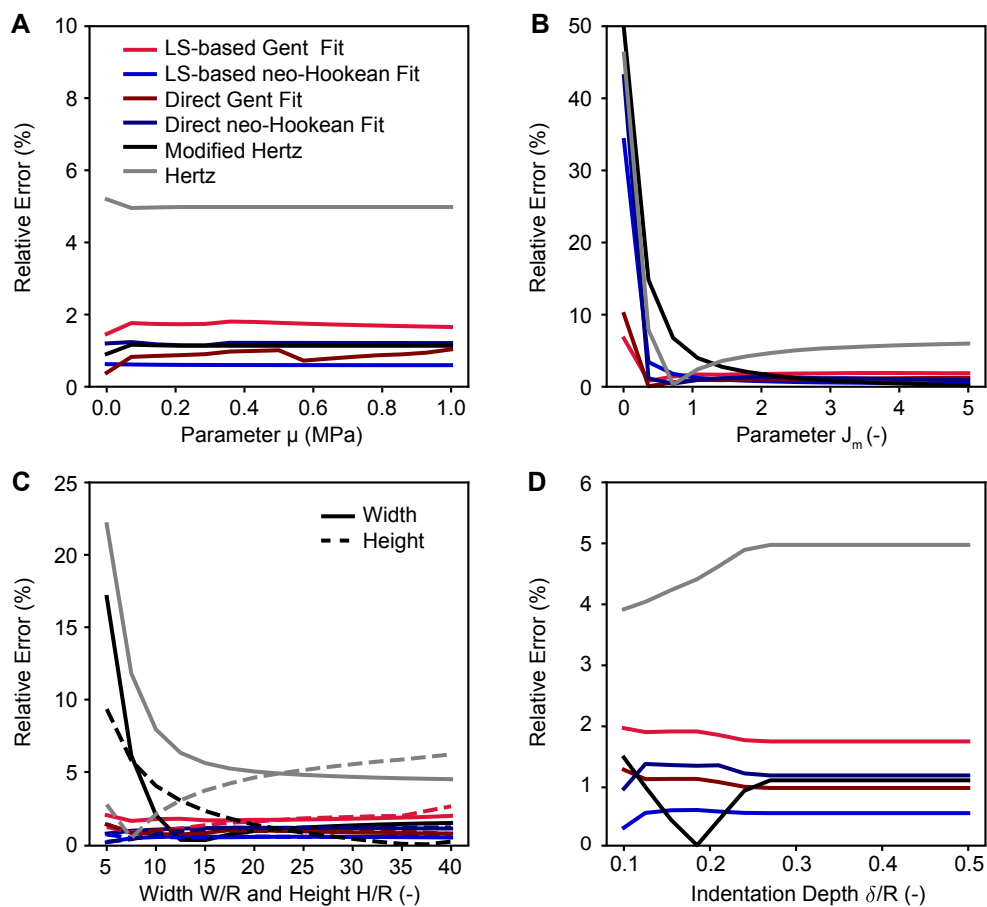 A
10
8
6
4
2
0
Relative Error (%)
LS-based Gent Fit
LS-based neo-Hookean Fit
Direct Gent Fit
Direct neo-Hookean Fit
Modified Hertz
Hertz
0.0 0.2 0.4 0.6 0.8 1.0
Parameter μ (MPa)
B
50
40
30
20
10
0
Relative Error (%)
0 1 2 3 4 5
Parameter Jm (-)
C
25
20
15
10
5
0
Relative Error (%)
Width
Height
5 10 15 20 25 30 35 40
Width W/R and Height H/R (-)
D
6
5
4
3
2
1
0
Relative Error (%)
0.1 0.2 0.3 0.4 0.5
Indentation Depth δ/R (-)